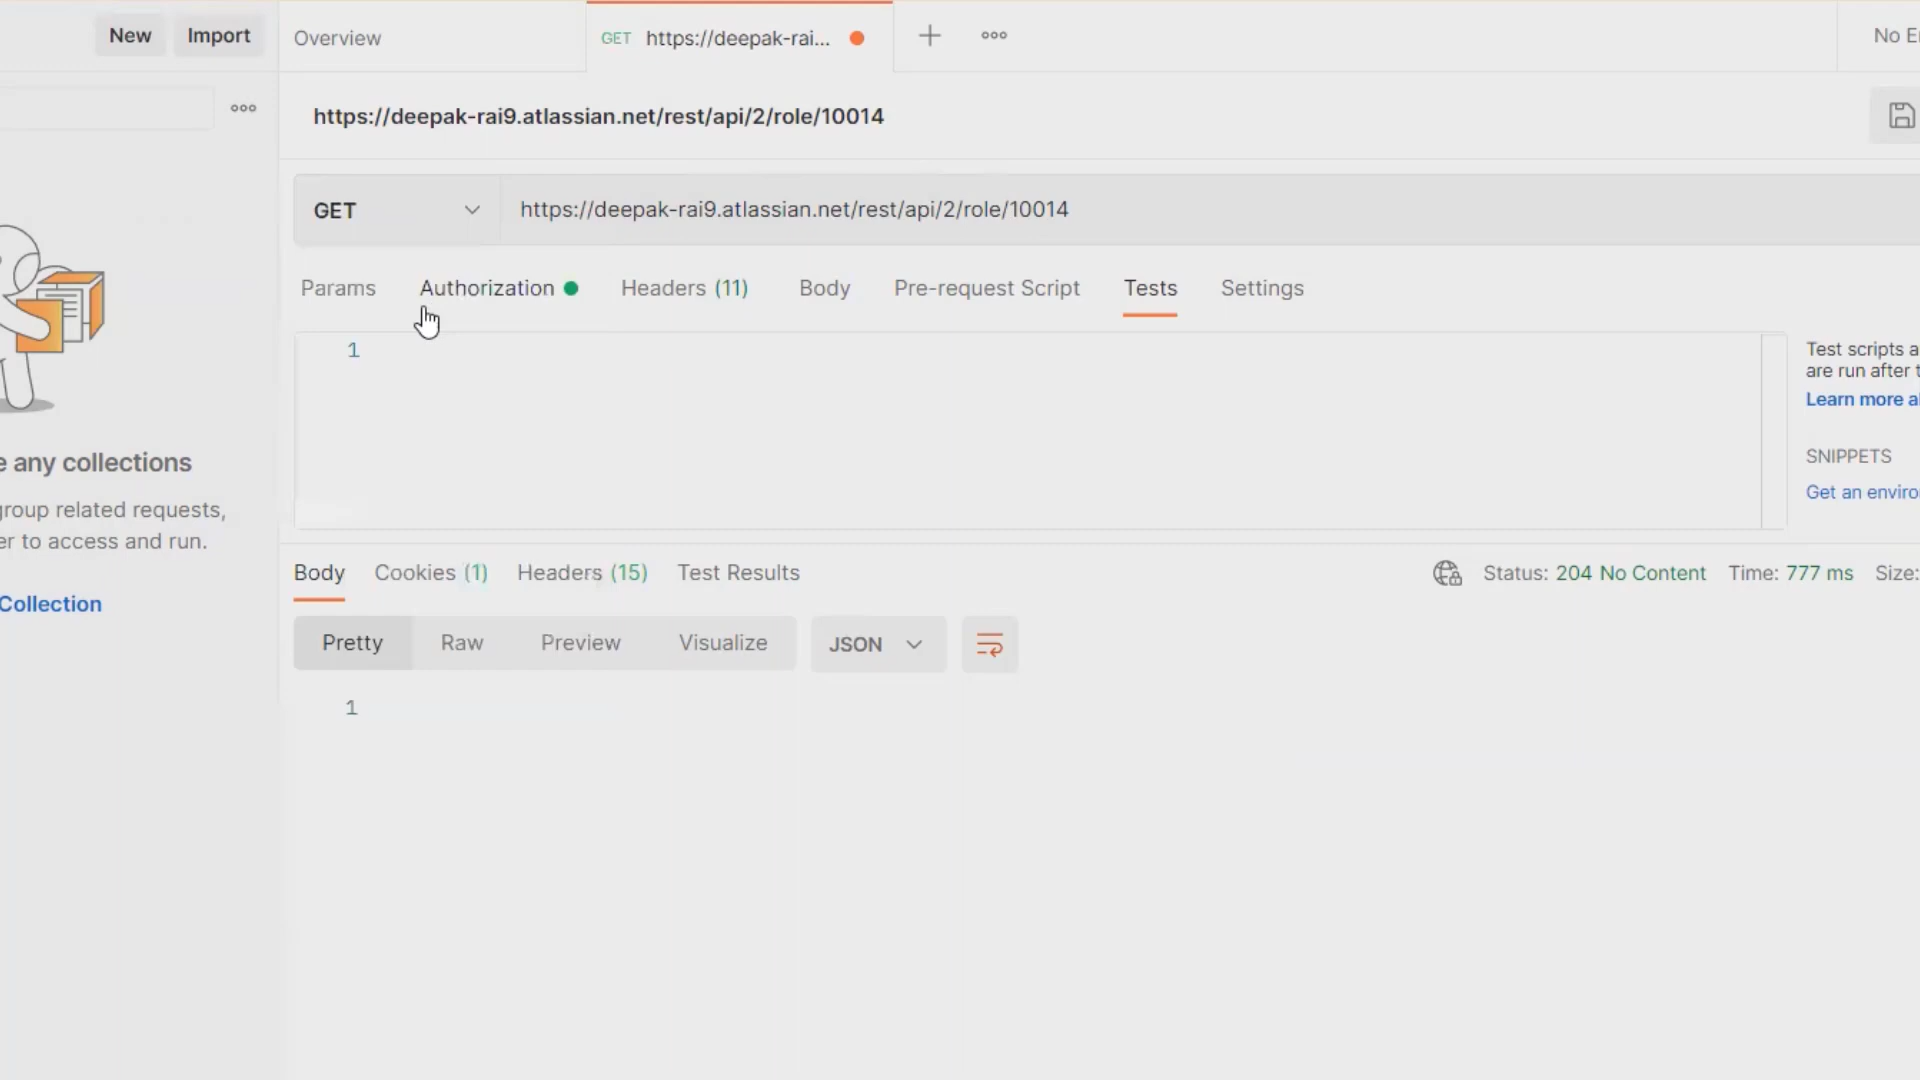 New Import Overview GET https://deepak-rai... No E
https://deepak-rai9.atlassian.net/rest/api/2/role/10014
GET https://deepak-rai9.atlassian.net/rest/api/2/role/10014
Params Authorization Headers (11) Body Pre-request Script Tests Settings
1
Test scripts a
are run after t
Learn more a
SNIPPETS
Get an enviro
e any collections
group related requests,
er to access and run.
Collection
Body Cookies (1) Headers (15) Test Results Status: 204 No Content Time: 777 ms Size:
Pretty Raw Preview Visualize JSON
1